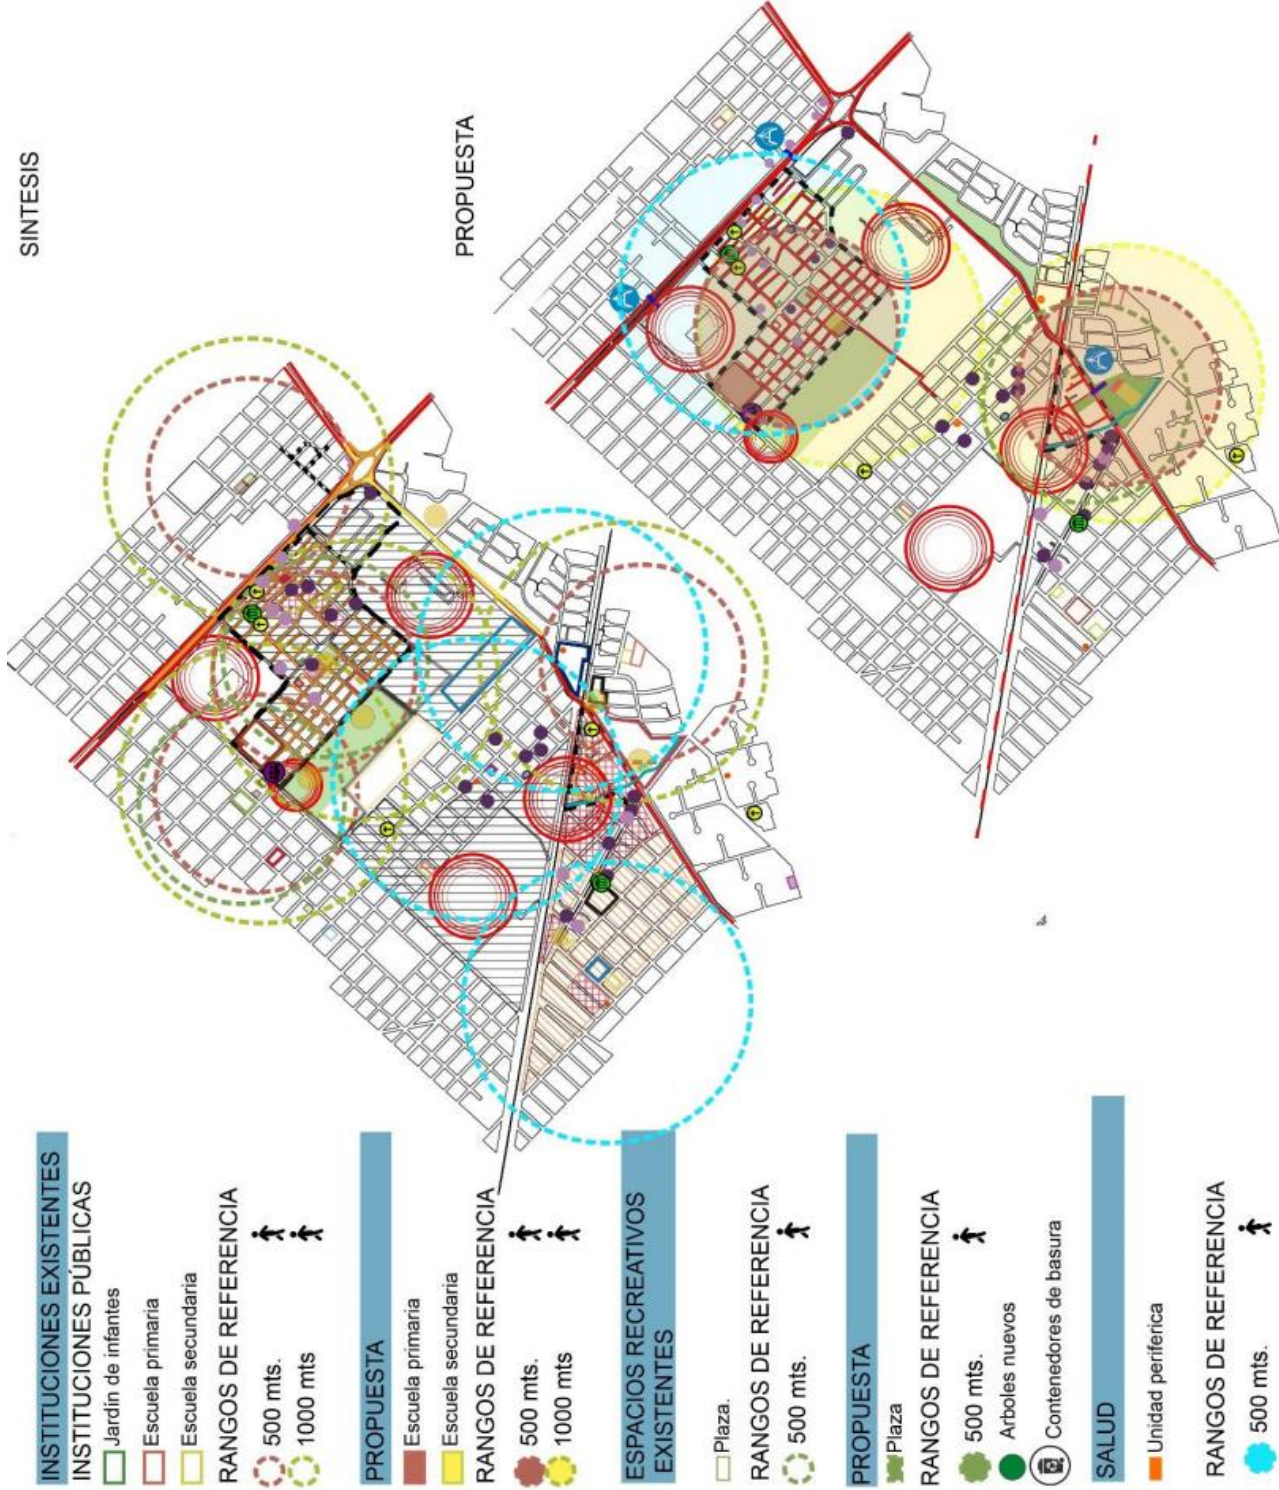 SINTESIS
PROPUESTA
INSTITUCIONES EXISTENTES
INSTITUCIONES PÚBLICAS
Jardín de infantes
Escuela primaria
Escuela secundaria
RANGOS DE REFERENCIA
500 mts.
1000 mts
PROPUESTA
Escuela primaria
Escuela secundaria
RANGOS DE REFERENCIA
500 mts.
1000 mts
ESPACIOS RECREATIVOS
EXISTENTES
Plaza.
RANGOS DE REFERENCIA
500 mts.
PROPUESTA
Plaza
RANGOS DE REFERENCIA
500 mts.
Arboles nuevos
Contenedores de basura
SALUD
Unidad periferica
RANGOS DE REFERENCIA
500 mts.